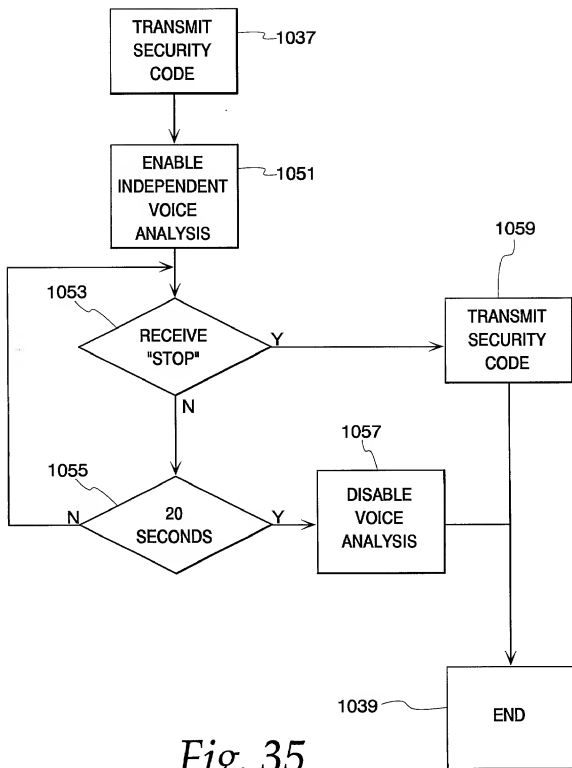 TRANSMIT
SECURITY
CODE
1037
ENABLE
INDEPENDENT
VOICE
ANALYSIS
1051
1053
RECEIVE
"STOP"
Y
N
1059
TRANSMIT
SECURITY
CODE
1055
20
SECONDS
N
Y
1057
DISABLE
VOICE
ANALYSIS
1039
END
Fig. 35